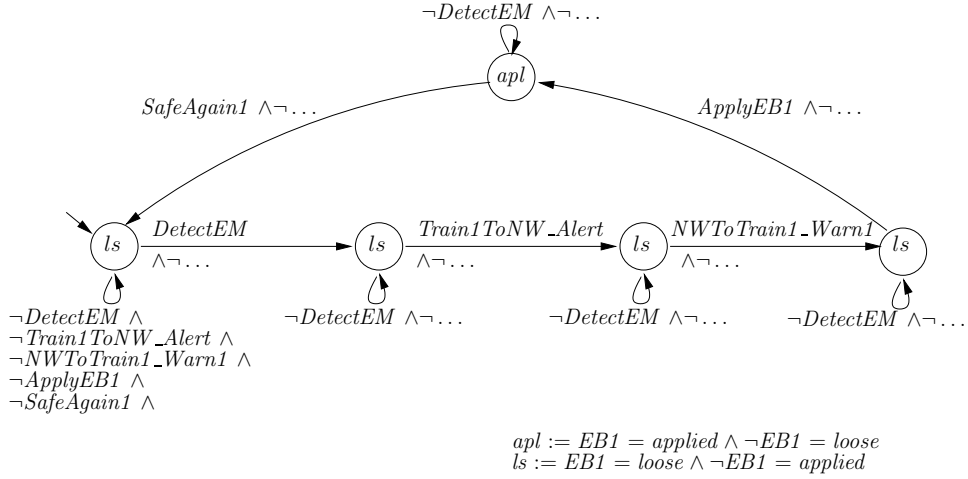 ¬DetectEM ∧¬ . . .
apl
SafeAgain1 ∧¬ . . .
ApplyEB1 ∧¬ . . .
ls
DetectEM
∧¬ . . .
ls
Train1ToNW_Alert
∧¬ . . .
ls
NWToTrain1_Warn1
∧¬ . . .
ls
¬DetectEM ∧
¬Train1ToNW_Alert ∧
¬NWToTrain1_Warn1 ∧
¬ApplyEB1 ∧
¬SafeAgain1 ∧
¬DetectEM ∧¬ . . .
¬DetectEM ∧¬ . . .
¬DetectEM ∧¬ . . .
apl := EB1 = applied ∧ ¬EB1 = loose
ls := EB1 = loose ∧ ¬EB1 = applied